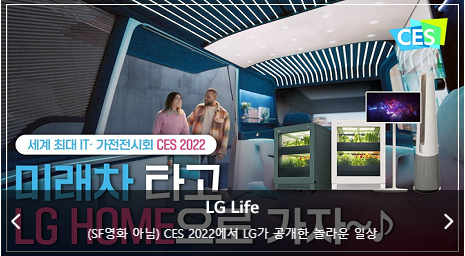 CES
세계 최대 IT· 가전전시회 CES 2022
미래차 타고
LG HOME으로 가자~♪
LG Life
(SF영화 아님) CES 2022에서 LG가 공개한 놀라운 일상